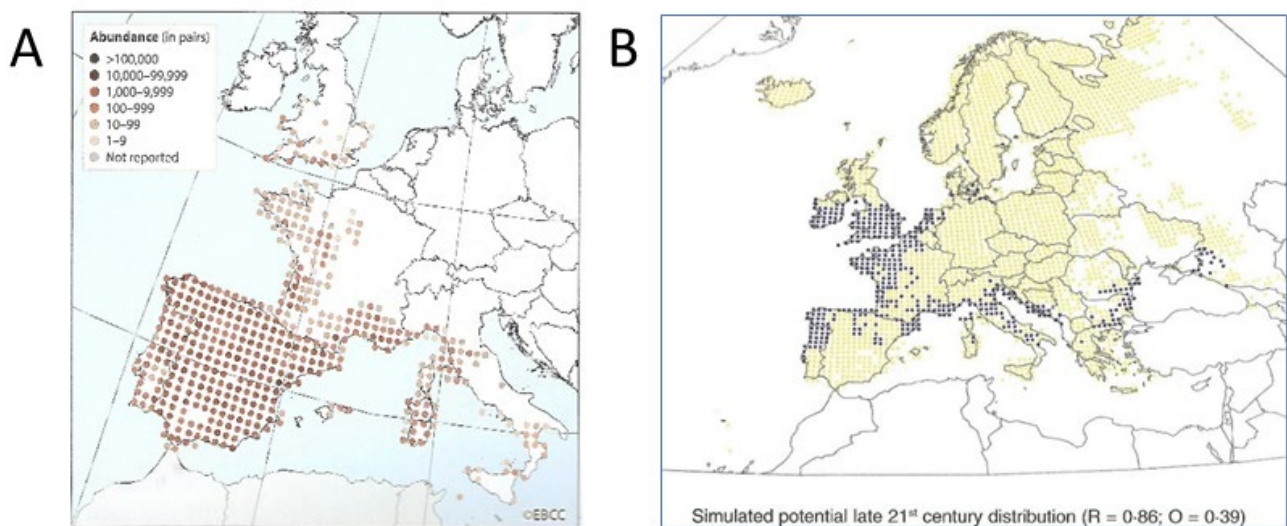 A
Abundance (in pairs)
>100,000
10,000–99,999
1,000–9,999
100–999
10–99
1–9
Not reported
©EBCC
B
Simulated potential late 21st century distribution (R = 0·86; O = 0·39)